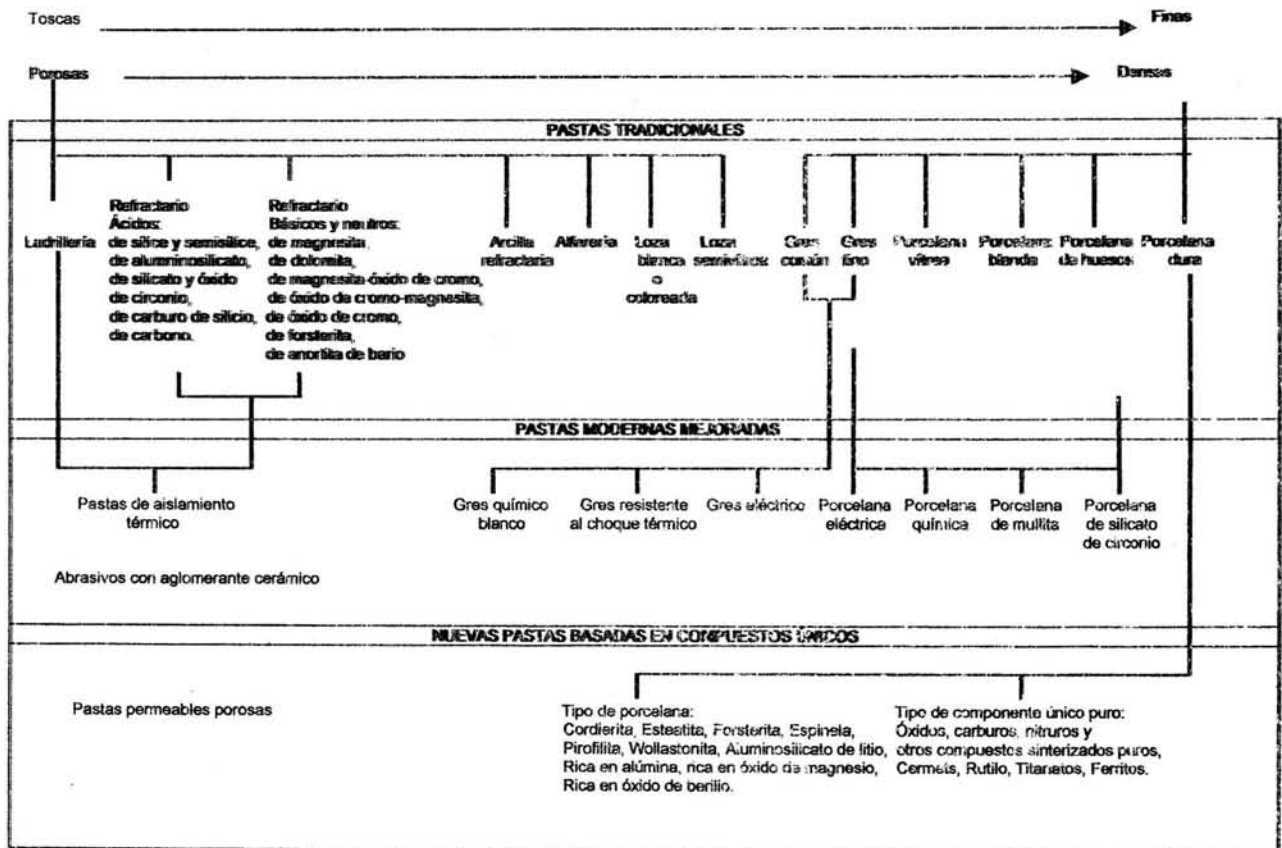 Toscas
Finas
Porosas
Densas
PASTAS TRADICIONALES
Ladrillería
Refractario
Ácidos:
de sílice y semisílice,
de alumninosilicato,
de silicato y óxido
de circonio,
de carburo de silicio,
de carbono.
Refractario
Básicos y neutros:
de magnesita,
de dolomita,
de magnesita-óxido de cromo,
de óxido de cromo-magnesita,
de óxido de cromo,
de forsterita,
de anortita de bario
Arcilla
refractaria
Alfarería
Loza
blanca
o
coloreada
Loza
semivítrea
Gres
común
Gres
fino
Porcelana
vítrea
Porcelana
blanda
Porcelana
de huesos
Porcelana
dura
PASTAS MODERNAS MEJORADAS
Pastas de aislamiento
térmico
Gres químico
blanco
Gres resistente
al choque térmico
Gres eléctrico
Porcelana
eléctrica
Porcelana
química
Porcelana
de mullita
Porcelana
de silicato
de circonio
Abrasivos con aglomerante cerámico
NUEVAS PASTAS BASADAS EN COMPUESTOS ÚNICOS
Pastas permeables porosas
Tipo de porcelana:
Cordierita, Esteatita, Forsterita, Espinela,
Pirofilita, Wollastonita, Aluminosilicato de litio,
Rica en alúmina, rica en óxido de magnesio,
Rica en óxido de berilio.
Tipo de componente único puro:
Óxidos, carburos, nitruros y
otros compuestos sinterizados puros,
Cermets, Rutilo, Titanatos, Ferritos.